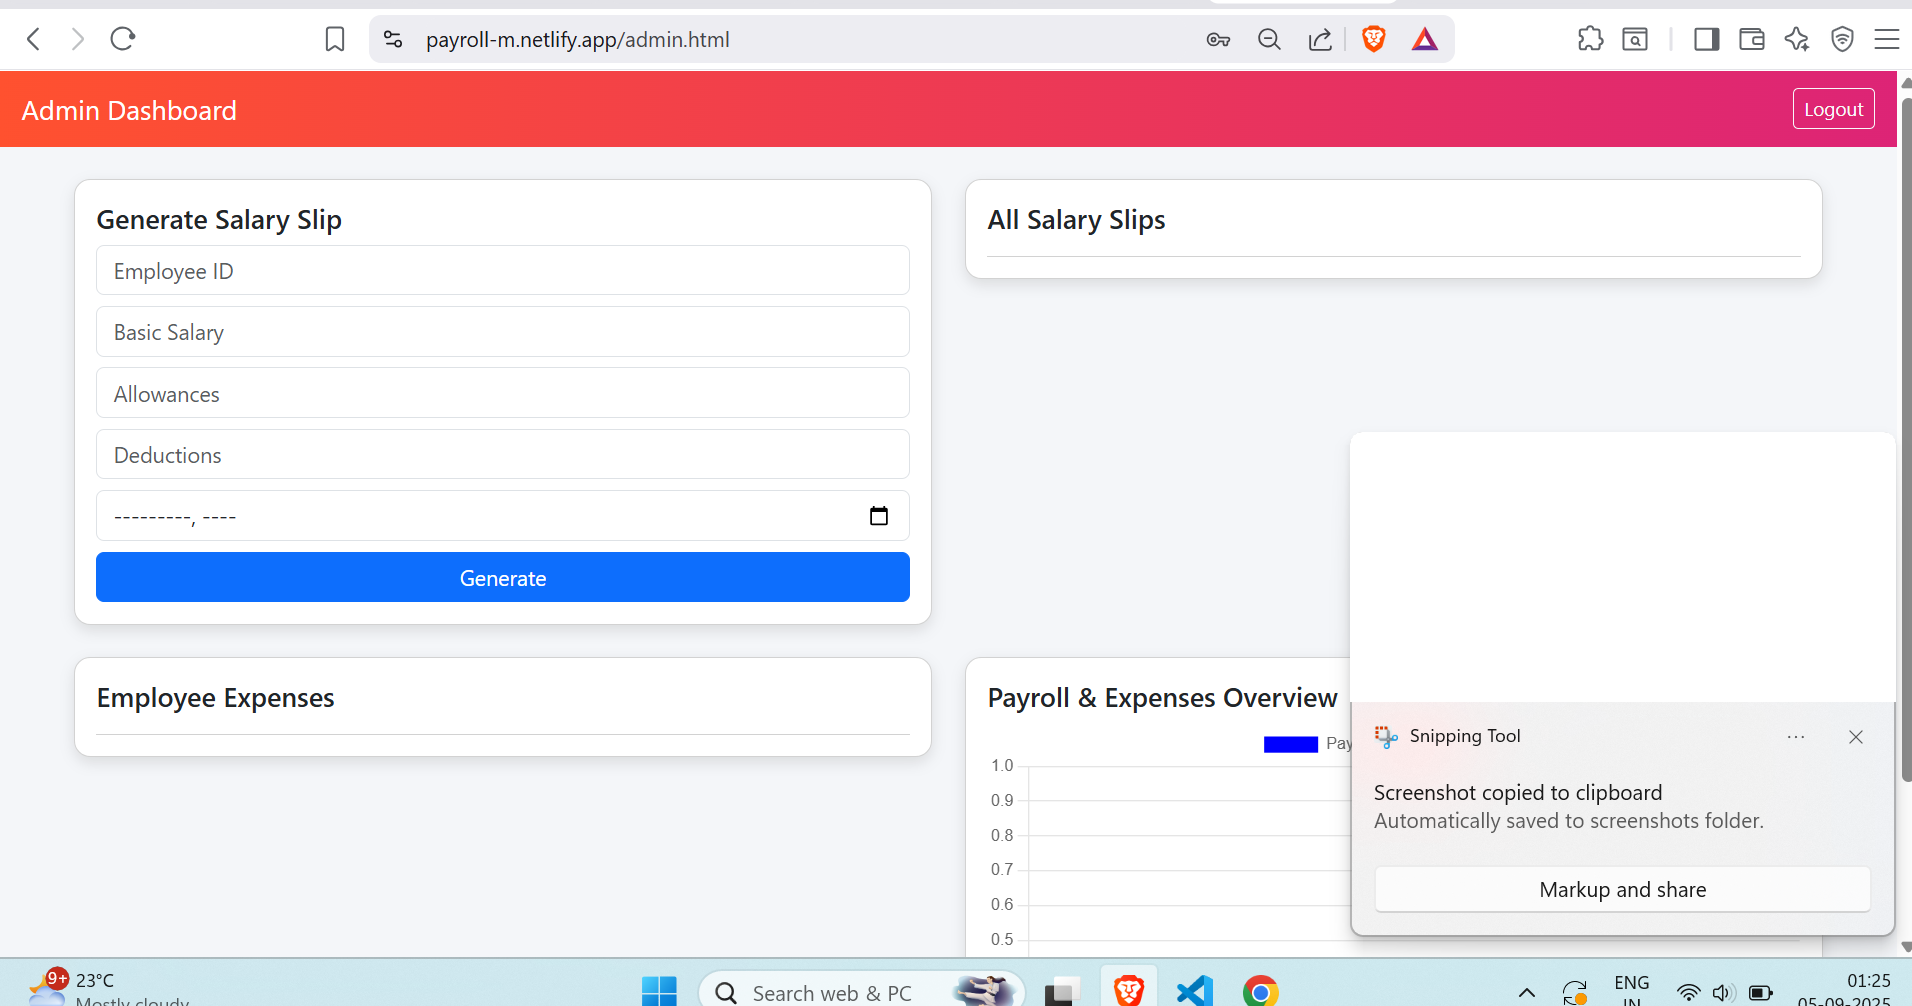 payroll-m.netlify.app/admin.html
Admin Dashboard
Logout
Generate Salary Slip
Employee ID
Basic Salary
Allowances
Deductions
---------, ----
Generate
All Salary Slips
Employee Expenses
Payroll & Expenses Overview
Pay
1.0
0.9
0.8
0.7
0.6
0.5
Snipping Tool
Screenshot copied to clipboard
Automatically saved to screenshots folder.
Markup and share
9+
23°C
Mostly cloudy
Search web & PC
ENG
IN
01:25
05-09-2025